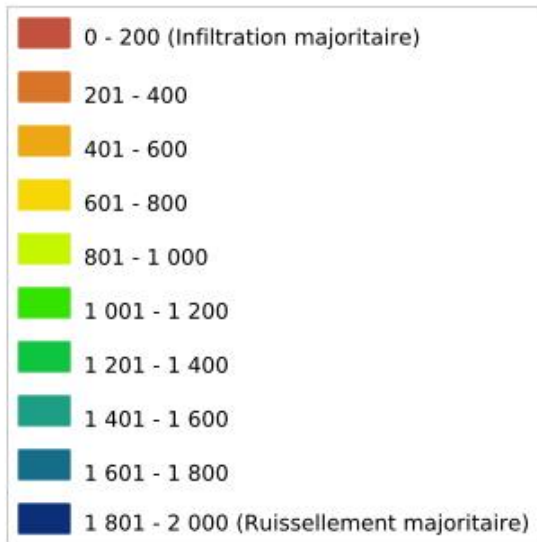 0 - 200 (Infiltration majoritaire)
201 - 400
401 - 600
601 - 800
801 - 1 000
1 001 - 1 200
1 201 - 1 400
1 401 - 1 600
1 601 - 1 800
1 801 - 2 000 (Ruissellement majoritaire)